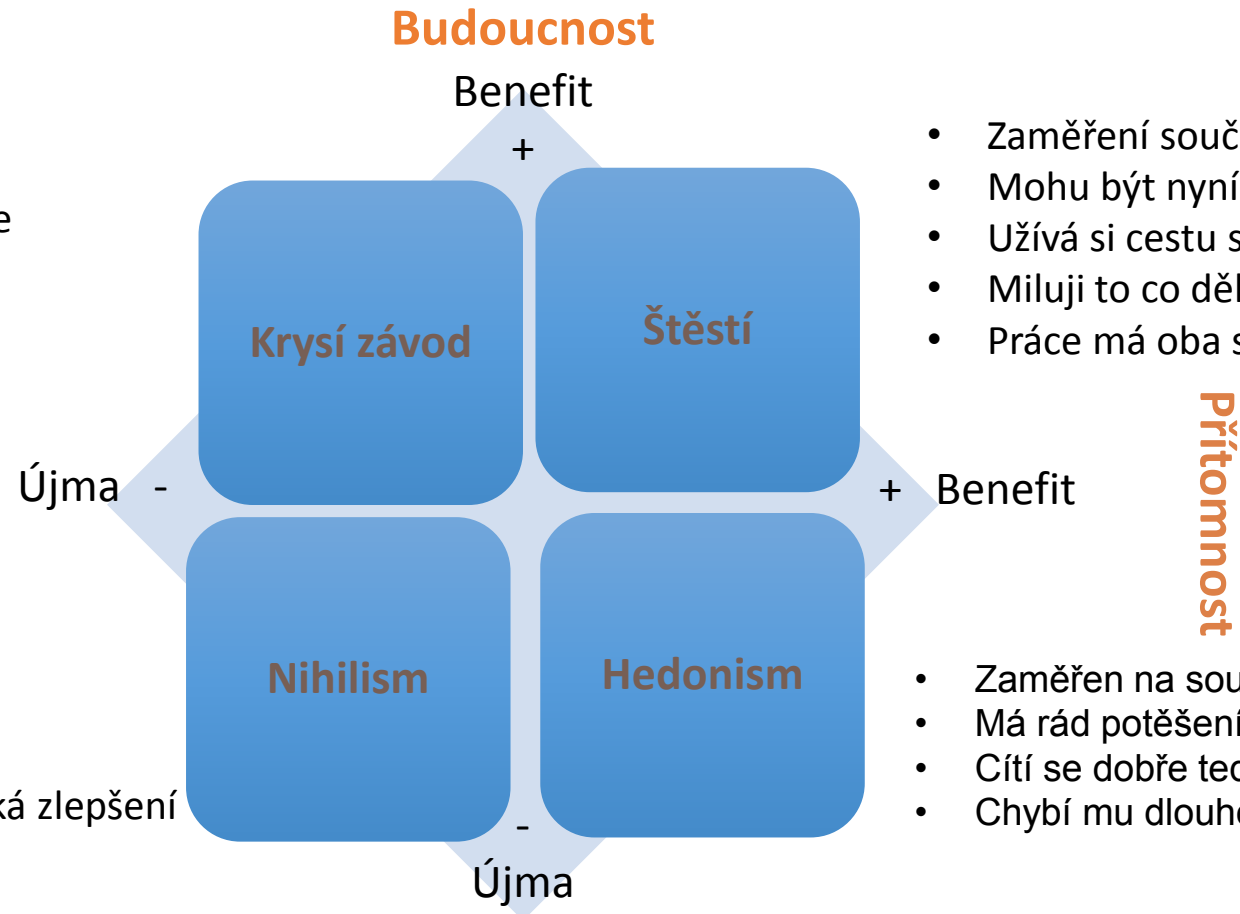 Budoucnost
Benefit
+
e
Krysí závod
Štěstí
• Zaměření souč
• Mohu být nyní
• Užívá si cestu s
• Miluji to co děl
• Práce má oba s
Přítomnost
Újma -
+ Benefit
Nihilism
Hedonism
• Zaměřen na sou
• Má rád potěšení
• Cítí se dobře teď
• Chybí mu dlouho
ká zlepšení
-
Újma